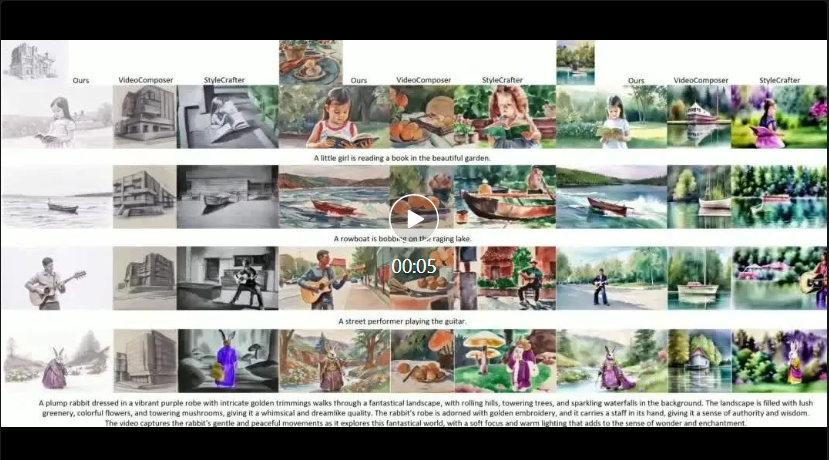 Ours VideoComposer StyleCrafter Ours VideoComposer StyleCrafter Ours VideoComposer StyleCrafter
A little girl is reading a book in the beautiful garden.
A rowboat is bobbing on the raging lake.
00:05
A street performer playing the guitar.
A plump rabbit dressed in a vibrant purple robe with intricate golden trimmings walks through a fantastical landscape, with rolling hills, towering trees, and sparkling waterfalls in the background. The landscape is filled with lush
greenery, colorful flowers, and towering mushrooms, giving it a whimsical and dreamlike quality. The rabbit's robe is adorned with golden embroidery, and it carries a staff in its hand, giving it a sense of authority and wisdom.
The video captures the rabbit's gentle and peaceful movements as it explores this fantastical world, with a soft focus and warm lighting that adds to the sense of wonder and enchantment.